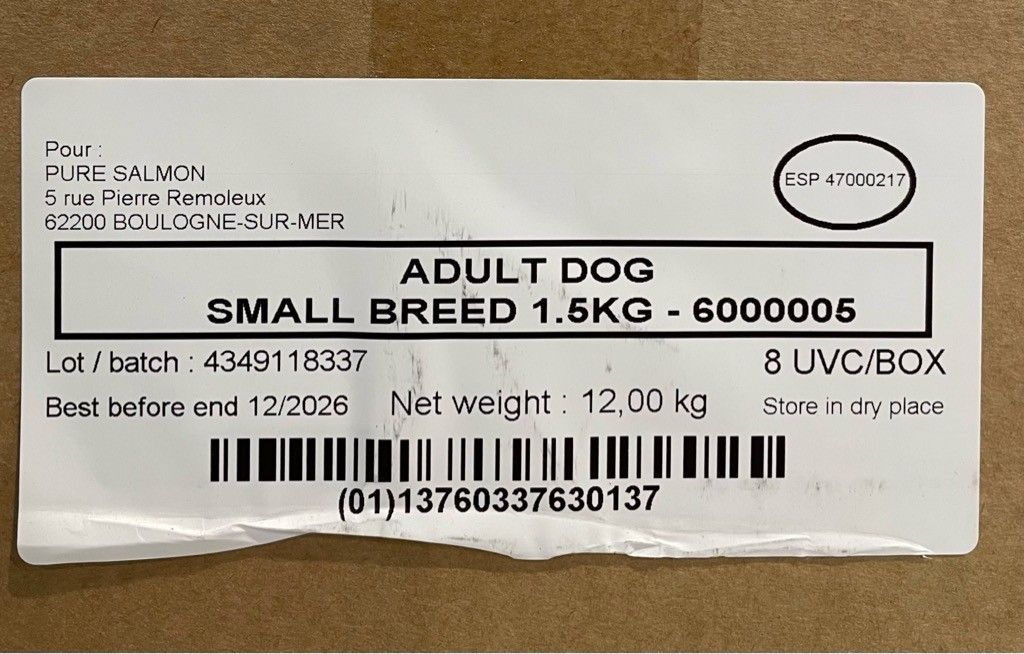 Pour :
PURE SALMON
5 rue Pierre Remoleux
62200 BOULOGNE-SUR-MER
ESP 47000217
ADULT DOG
SMALL BREED 1.5KG - 6000005
Lot / batch : 4349118337
8 UVC/BOX
Best before end 12/2026
Net weight : 12,00 kg
Store in dry place
(01)13760337630137